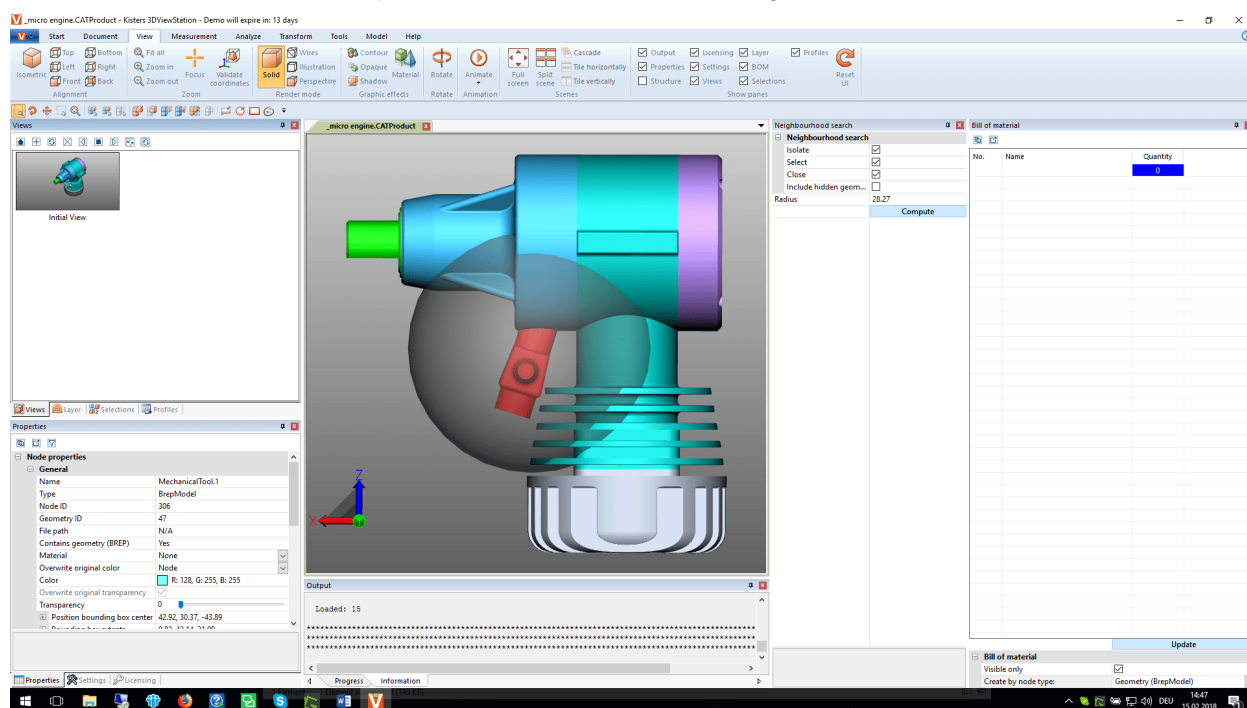 _micro engine.CATProduct - Kisters 3DViewStation - Demo will expire in: 13 days
Start Document View Measurement Analyze Transform Tools Model Help
Isometric
Top Bottom
Left Right
Front Back
Alignment
Fit all
Zoom in
Zoom out
Focus
Validate coordinates
Zoom
Solid
Wires
Illustration
Perspective
Render mode
Contour
Opaque
Shadow
Material
Graphic effects
Rotate
Rotate
Animate
Animation
Full screen
Split scene
Cascade
Tile horizontally
Tile vertically
Scenes
Output Licensing Layer Profiles
Properties Settings BOM
Structure Views Selections
Show panes
Reset UI
Views
Initial View
Views Layer Selections Profiles
Properties
Node properties
General
Name MechanicalTool.1
Type BrepModel
Node ID 306
Geometry ID 47
File path N/A
Contains geometry (BREP) Yes
Material None
Overwrite original color Node
Color R: 128, G: 255, B: 255
Overwrite original transparency
Transparency 0
Position bounding box center 42.92, 30.37, -43.89
Properties Settings Licensing
_micro engine.CATProduct
Z
X
Output
Loaded: 15
********************************************************************************
********************************************************************************
********************************************************************************
Progress Information
Neighbourhood search
Neighbourhood search
Isolate
Select
Close
Include hidden geom...
Radius 28.27
Compute
Bill of material
No. Name Quantity
0
Update
Bill of material
Visible only
Create by node type: Geometry (BrepModel)
DEU
14:47
15.02.2018